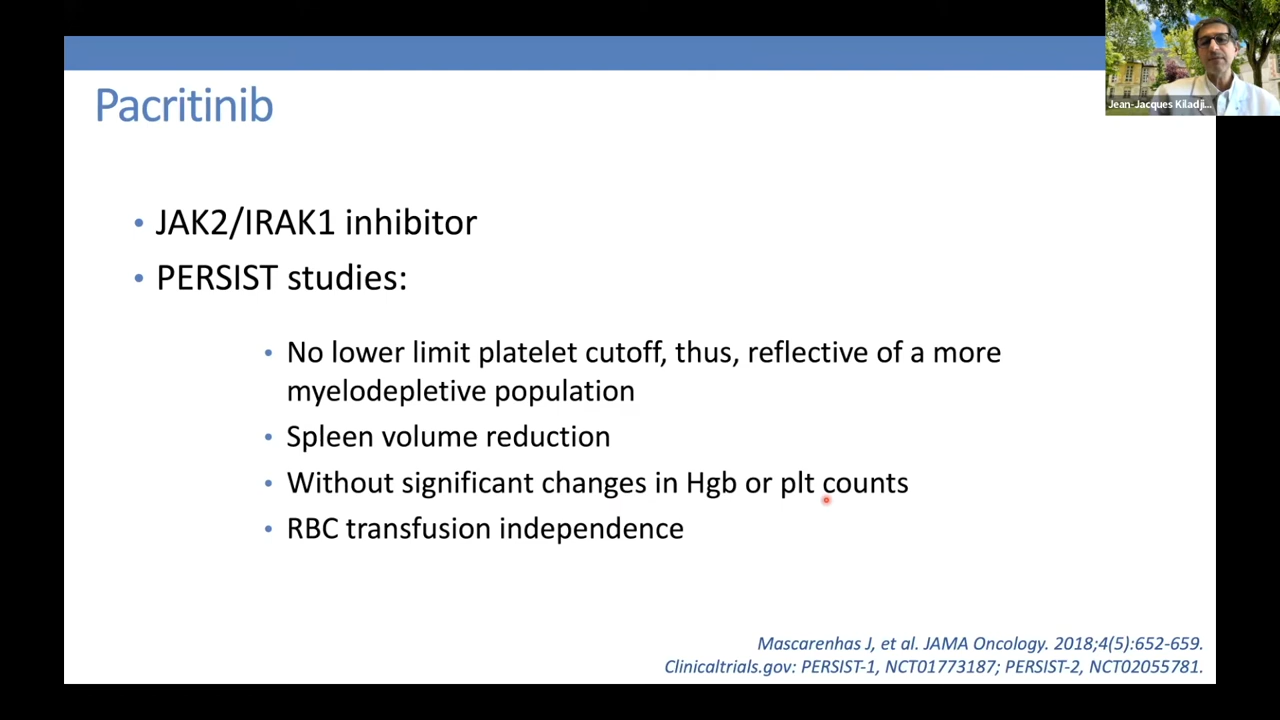 Pacritinib
Jean-Jacques Kiladji...
• JAK2/IRAK1 inhibitor
• PERSIST studies:
• No lower limit platelet cutoff, thus, reflective of a more
myelodepletive population
• Spleen volume reduction
• Without significant changes in Hgb or plt counts
• RBC transfusion independence
Mascarenhas J, et al. JAMA Oncology. 2018;4(5):652-659.
Clinicaltrials.gov: PERSIST-1, NCT01773187; PERSIST-2, NCT02055781.